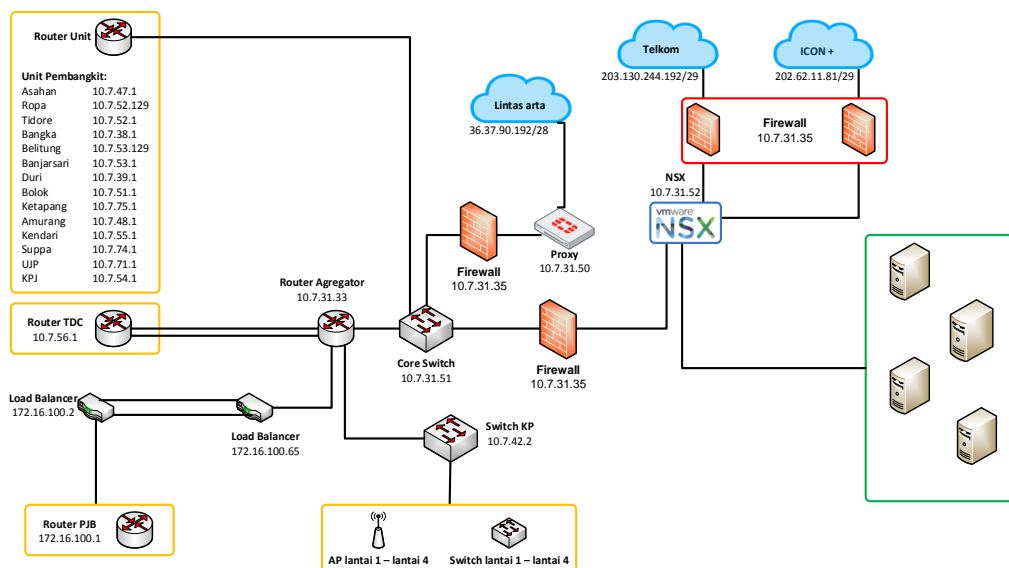 Router Unit
Unit Pembangkit:
Asahan 10.7.47.1
Ropa 10.7.52.129
Tidore 10.7.52.1
Bangka 10.7.38.1
Belitung 10.7.53.129
Banjarsari 10.7.53.1
Duri 10.7.39.1
Bolok 10.7.51.1
Ketapang 10.7.75.1
Amurang 10.7.48.1
Kendari 10.7.55.1
Suppa 10.7.74.1
UJP 10.7.71.1
KPJ 10.7.54.1
Telkom
203.130.244.192/29
ICON +
202.62.11.81/29
Lintas arta
36.37.90.192/28
Firewall
10.7.31.35
NSX
10.7.31.52
vmware
NSX
Proxy
10.7.31.50
Firewall
10.7.31.35
Router Agregator
10.7.31.33
Router TDC
10.7.56.1
Core Switch
10.7.31.51
Firewall
10.7.31.35
Load Balancer
172.16.100.2
Load Balancer
172.16.100.65
Switch KP
10.7.42.2
Router PJB
172.16.100.1
AP lantai 1 – lantai 4
Switch lantai 1 – lantai 4